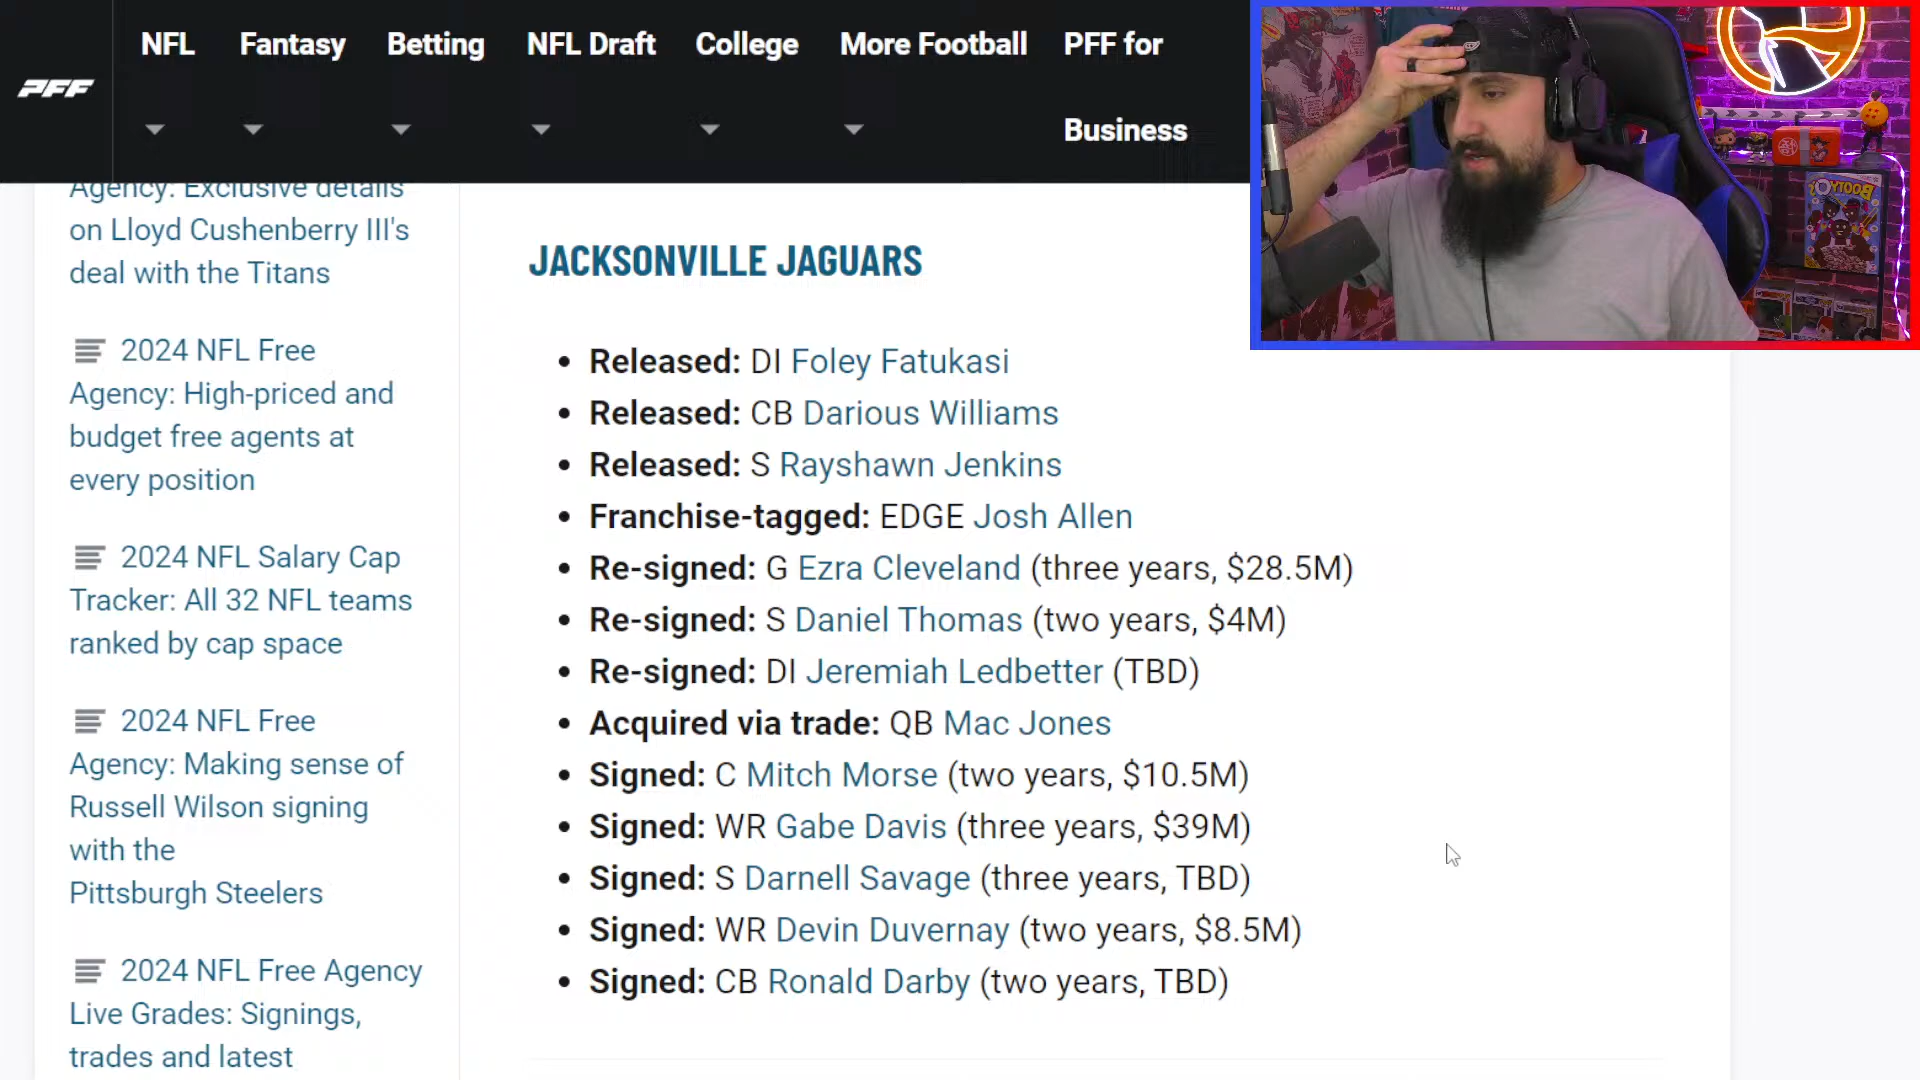 NFL Fantasy Betting NFL Draft College More Football PFF for
PFF
Business
Agency: Exclusive details
on Lloyd Cushenberry III's
deal with the Titans
2024 NFL Free
Agency: High-priced and
budget free agents at
every position
2024 NFL Salary Cap
Tracker: All 32 NFL teams
ranked by cap space
2024 NFL Free
Agency: Making sense of
Russell Wilson signing
with the
Pittsburgh Steelers
2024 NFL Free Agency
Live Grades: Signings,
trades and latest
JACKSONVILLE JAGUARS
• Released: DI Foley Fatukasi
• Released: CB Darious Williams
• Released: S Rayshawn Jenkins
• Franchise-tagged: EDGE Josh Allen
• Re-signed: G Ezra Cleveland (three years, $28.5M)
• Re-signed: S Daniel Thomas (two years, $4M)
• Re-signed: DI Jeremiah Ledbetter (TBD)
• Acquired via trade: QB Mac Jones
• Signed: C Mitch Morse (two years, $10.5M)
• Signed: WR Gabe Davis (three years, $39M)
• Signed: S Darnell Savage (three years, TBD)
• Signed: WR Devin Duvernay (two years, $8.5M)
• Signed: CB Ronald Darby (two years, TBD)